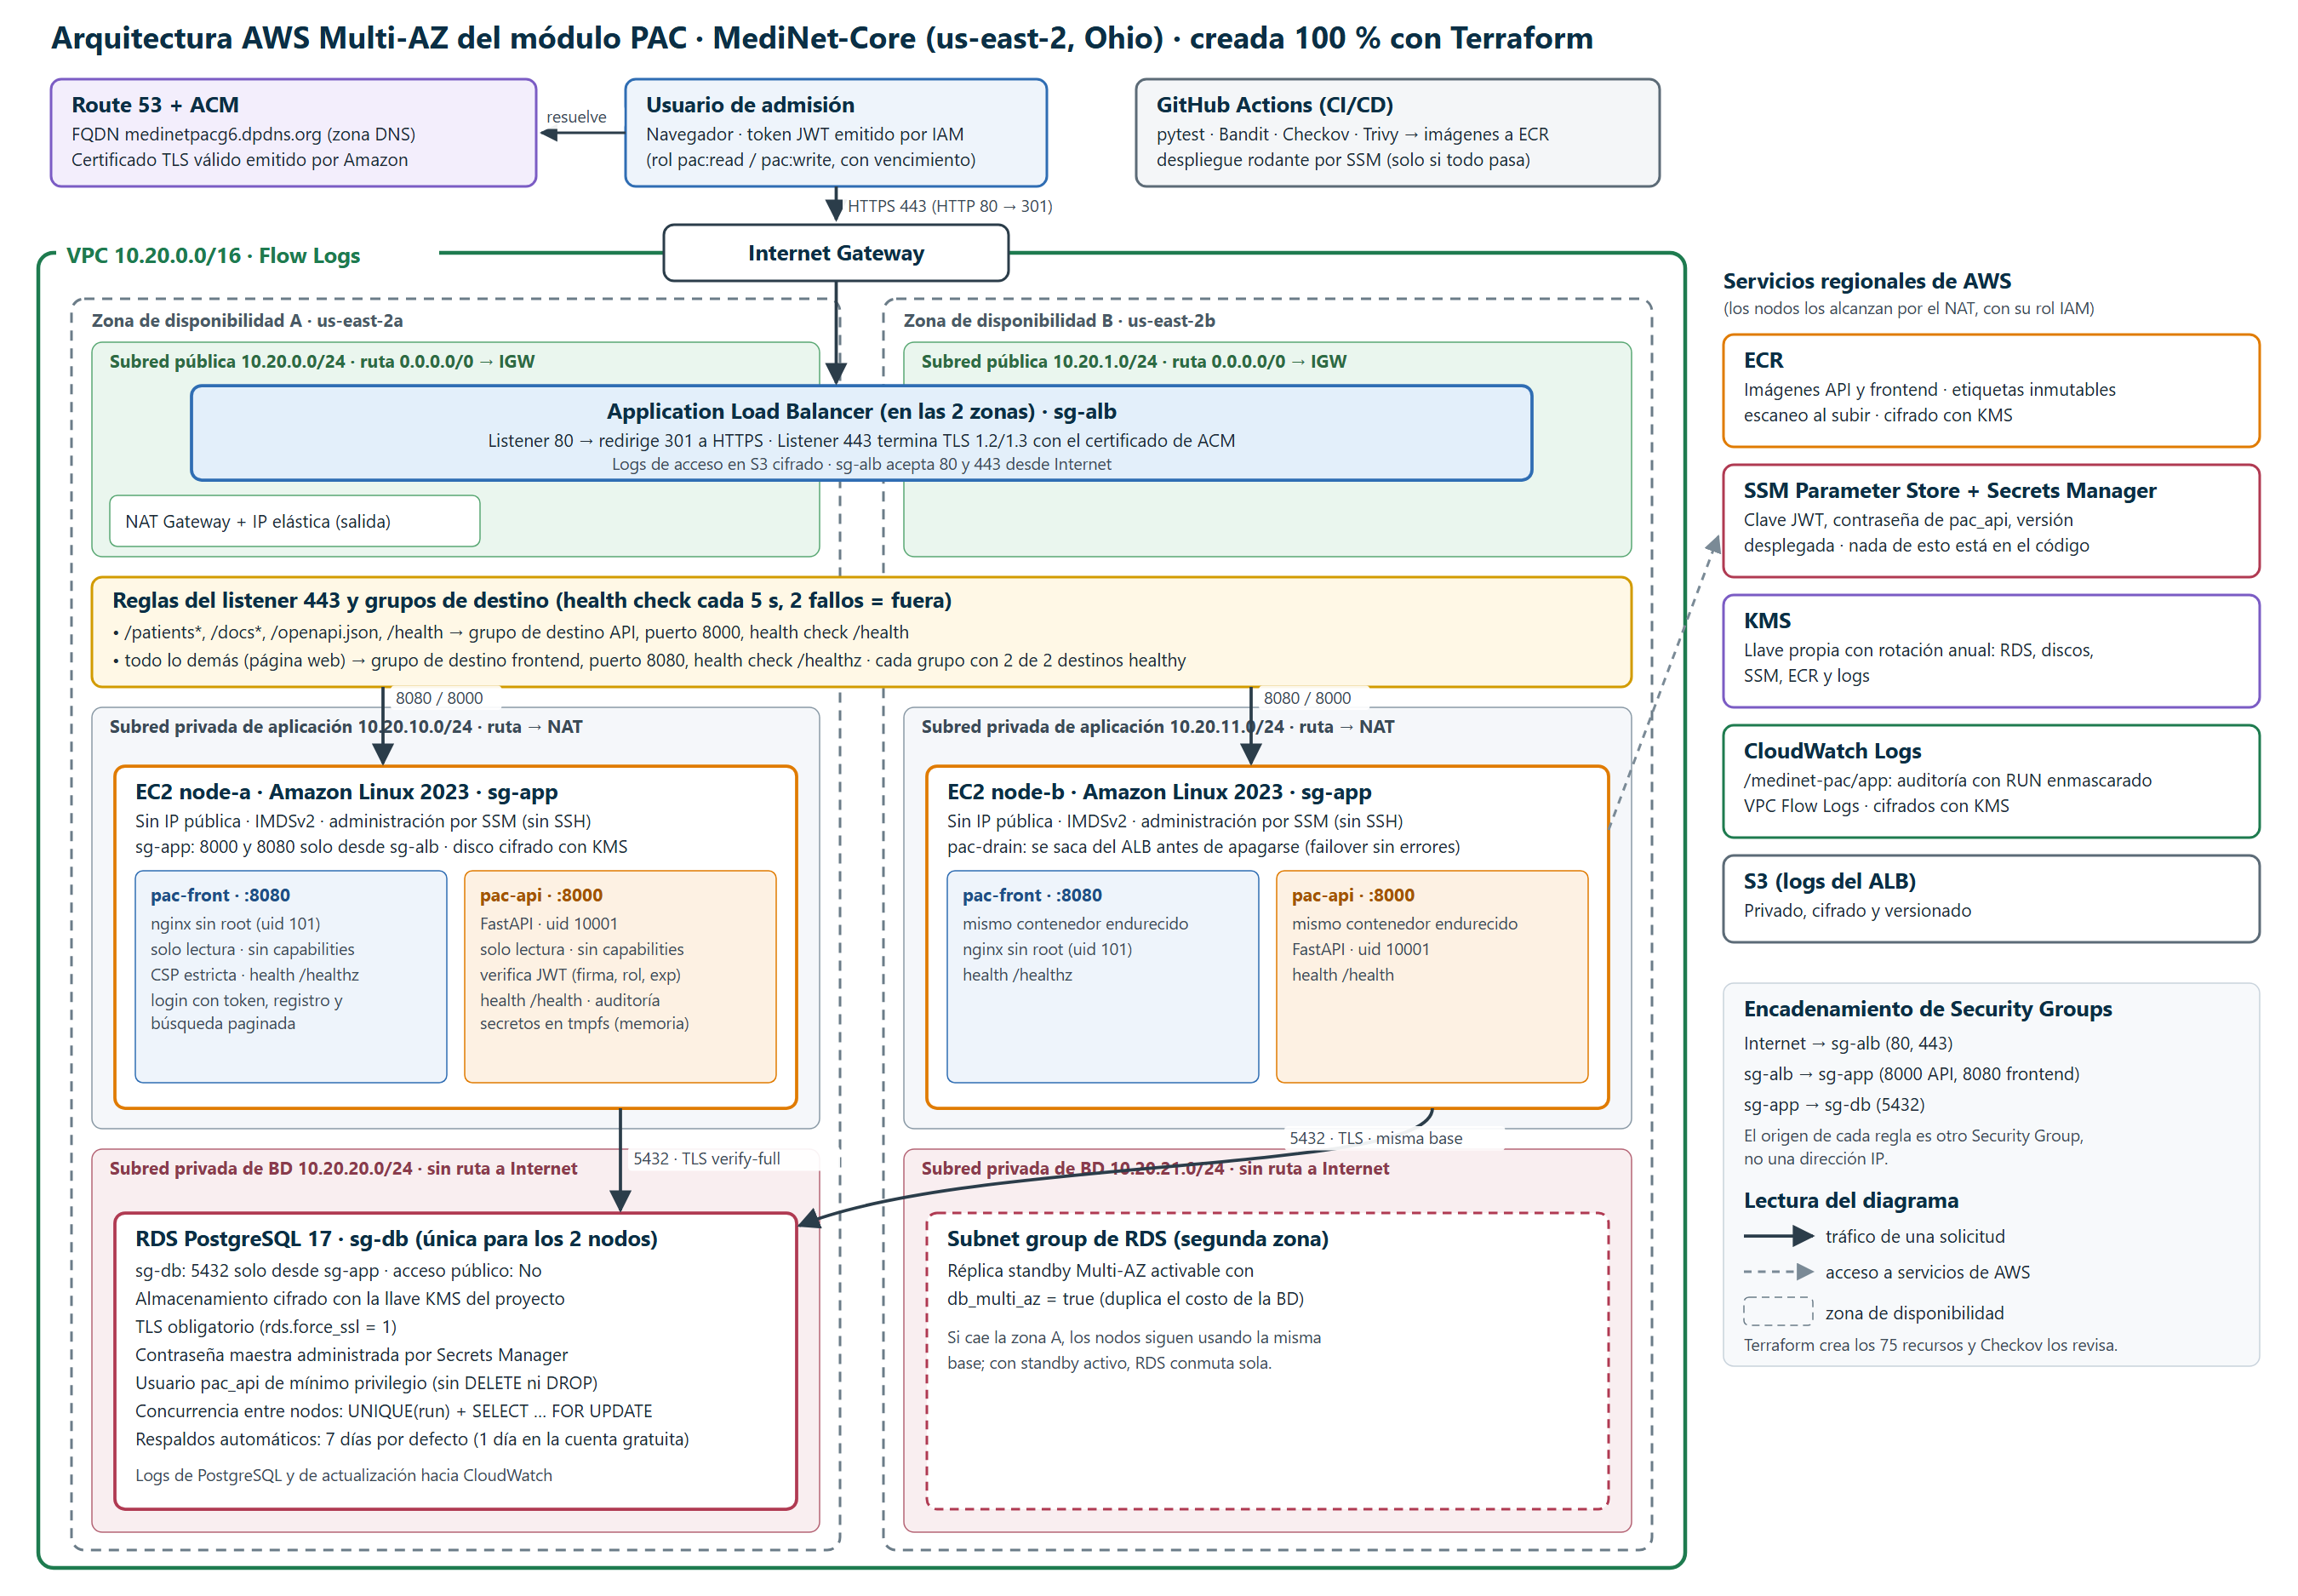 Arquitectura AWS Multi-AZ del módulo PAC · MediNet-Core (us-east-2, Ohio) · creada 100 % con Terraform
Route 53 + ACM
FQDN medinetpacg6.dpdns.org (zona DNS)
Certificado TLS válido emitido por Amazon
resuelve
Usuario de admisión
Navegador · token JWT emitido por IAM
(rol pac:read / pac:write, con vencimiento)
GitHub Actions (CI/CD)
pytest · Bandit · Checkov · Trivy → imágenes a ECR
despliegue rodante por SSM (solo si todo pasa)
HTTPS 443 (HTTP 80 → 301)
Internet Gateway
VPC 10.20.0.0/16 · Flow Logs
Zona de disponibilidad A · us-east-2a
Zona de disponibilidad B · us-east-2b
Subred pública 10.20.0.0/24 · ruta 0.0.0.0/0 → IGW
Subred pública 10.20.1.0/24 · ruta 0.0.0.0/0 → IGW
Application Load Balancer (en las 2 zonas) · sg-alb
Listener 80 → redirige 301 a HTTPS · Listener 443 termina TLS 1.2/1.3 con el certificado de ACM
Logs de acceso en S3 cifrado · sg-alb acepta 80 y 443 desde Internet
NAT Gateway + IP elástica (salida)
Reglas del listener 443 y grupos de destino (health check cada 5 s, 2 fallos = fuera)
• /patients*, /docs*, /openapi.json, /health → grupo de destino API, puerto 8000, health check /health
• todo lo demás (página web) → grupo de destino frontend, puerto 8080, health check /healthz · cada grupo con 2 de 2 destinos healthy
8080 / 8000
8080 / 8000
Subred privada de aplicación 10.20.10.0/24 · ruta → NAT
Subred privada de aplicación 10.20.11.0/24 · ruta → NAT
EC2 node-a · Amazon Linux 2023 · sg-app
Sin IP pública · IMDSv2 · administración por SSM (sin SSH)
sg-app: 8000 y 8080 solo desde sg-alb · disco cifrado con KMS
pac-front · :8080
nginx sin root (uid 101)
solo lectura · sin capabilities
CSP estricta · health /healthz
login con token, registro y
búsqueda paginada
pac-api · :8000
FastAPI · uid 10001
solo lectura · sin capabilities
verifica JWT (firma, rol, exp)
health /health · auditoría
secretos en tmpfs (memoria)
EC2 node-b · Amazon Linux 2023 · sg-app
Sin IP pública · IMDSv2 · administración por SSM (sin SSH)
pac-drain: se saca del ALB antes de apagarse (failover sin errores)
pac-front · :8080
mismo contenedor endurecido
nginx sin root (uid 101)
health /healthz
pac-api · :8000
mismo contenedor endurecido
FastAPI · uid 10001
health /health
5432 · TLS verify-full
5432 · TLS · misma base
Subred privada de BD 10.20.20.0/24 · sin ruta a Internet
Subred privada de BD 10.20.21.0/24 · sin ruta a Internet
RDS PostgreSQL 17 · sg-db (única para los 2 nodos)
sg-db: 5432 solo desde sg-app · acceso público: No
Almacenamiento cifrado con la llave KMS del proyecto
TLS obligatorio (rds.force_ssl = 1)
Contraseña maestra administrada por Secrets Manager
Usuario pac_api de mínimo privilegio (sin DELETE ni DROP)
Concurrencia entre nodos: UNIQUE(run) + SELECT ... FOR UPDATE
Respaldos automáticos: 7 días por defecto (1 día en la cuenta gratuita)
Logs de PostgreSQL y de actualización hacia CloudWatch
Subnet group de RDS (segunda zona)
Réplica standby Multi-AZ activable con
db_multi_az = true (duplica el costo de la BD)
Si cae la zona A, los nodos siguen usando la misma
base; con standby activo, RDS conmuta sola.
Servicios regionales de AWS
(los nodos los alcanzan por el NAT, con su rol IAM)
ECR
Imágenes API y frontend · etiquetas inmutables
escaneo al subir · cifrado con KMS
SSM Parameter Store + Secrets Manager
Clave JWT, contraseña de pac_api, versión
desplegada · nada de esto está en el código
KMS
Llave propia con rotación anual: RDS, discos,
SSM, ECR y logs
CloudWatch Logs
/medinet-pac/app: auditoría con RUN enmascarado
VPC Flow Logs · cifrados con KMS
S3 (logs del ALB)
Privado, cifrado y versionado
Encadenamiento de Security Groups
Internet → sg-alb (80, 443)
sg-alb → sg-app (8000 API, 8080 frontend)
sg-app → sg-db (5432)
El origen de cada regla es otro Security Group,
no una dirección IP.
Lectura del diagrama
tráfico de una solicitud
acceso a servicios de AWS
zona de disponibilidad
Terraform crea los 75 recursos y Checkov los revisa.